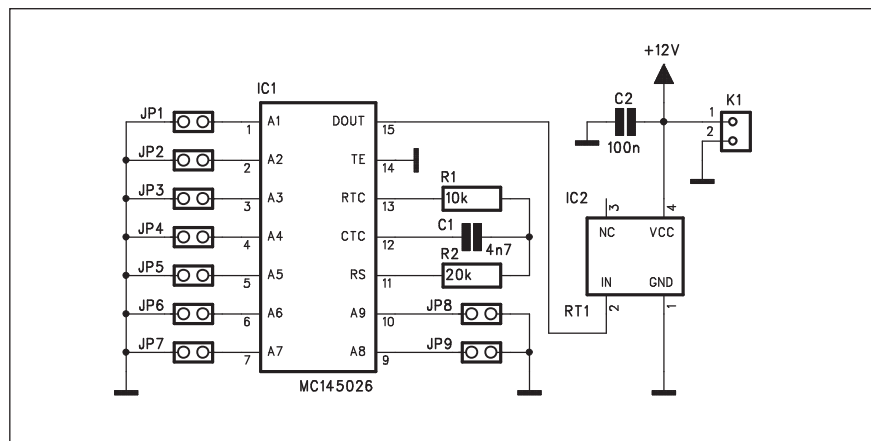 +12V
IC1
C2
K1
JP1
A1
DOUT
1
15
1
2
100n
JP2
A2
TE
2
14
R1
JP3
A3
RTC
10k
IC2
3
13
3
4
C1
NC
VCC
JP4
A4
CTC
4
12
4n7
R2
JP5
A5
RS
20k
5
11
IN
GND
JP6
A6
A9
JP8
RT1
2
1
6
10
JP7
A7
A8
JP9
7
9
MC145026